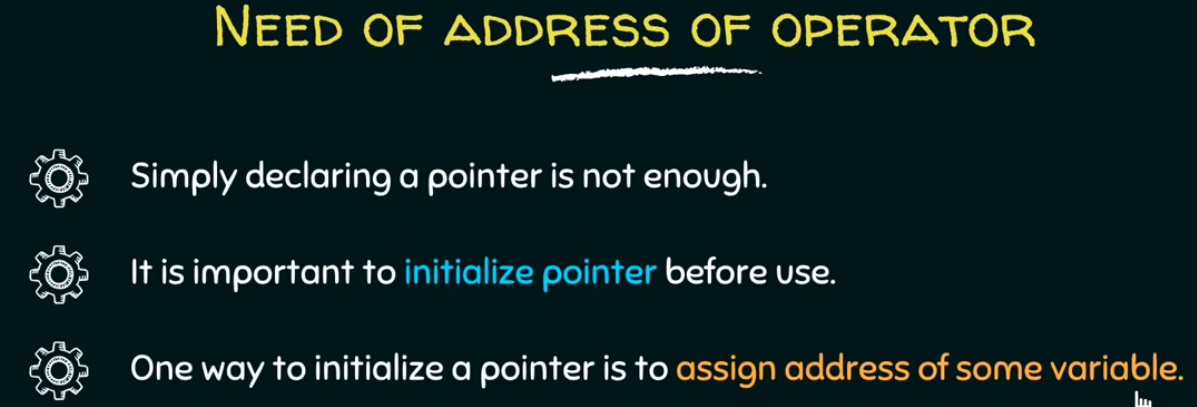 NEED OF ADDRESS OF OPERATOR
Simply declaring a pointer is not enough.
It is important to initialize pointer before use.
One way to initialize a pointer is to assign address of some variable.